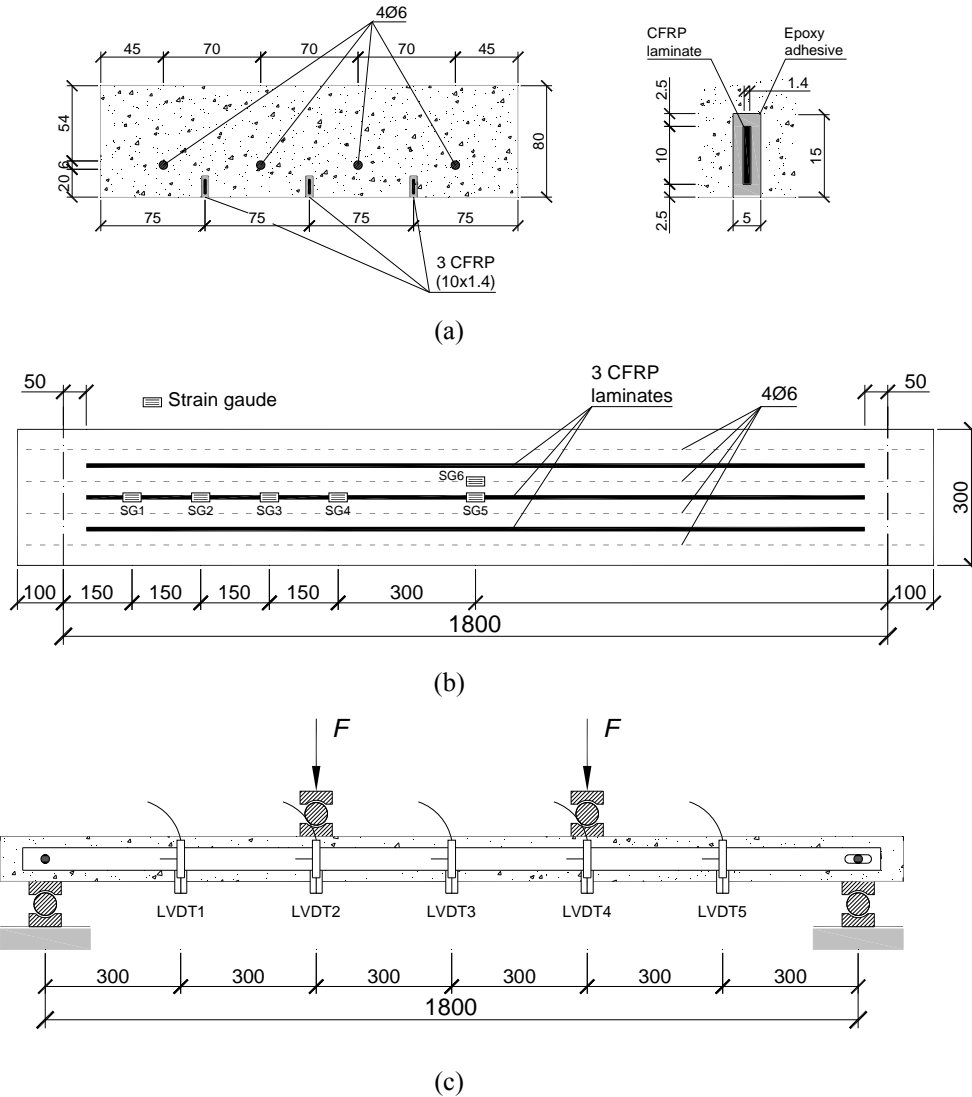 4Ø6
45 70 70 70 45
54
6
20
80
75 75 75 75
3 CFRP
(10x1.4)
CFRP
laminate
Epoxy
adhesive
1.4
2.5
10
2.5
15
5
(a)
50
Strain gaude
3 CFRP
laminates
4Ø6
50
SG6
SG1 SG2 SG3 SG4 SG5
300
100 150 150 150 150 300 100
1800
(b)
F F
LVDT1 LVDT2 LVDT3 LVDT4 LVDT5
300 300 300 300 300 300
1800
(c)